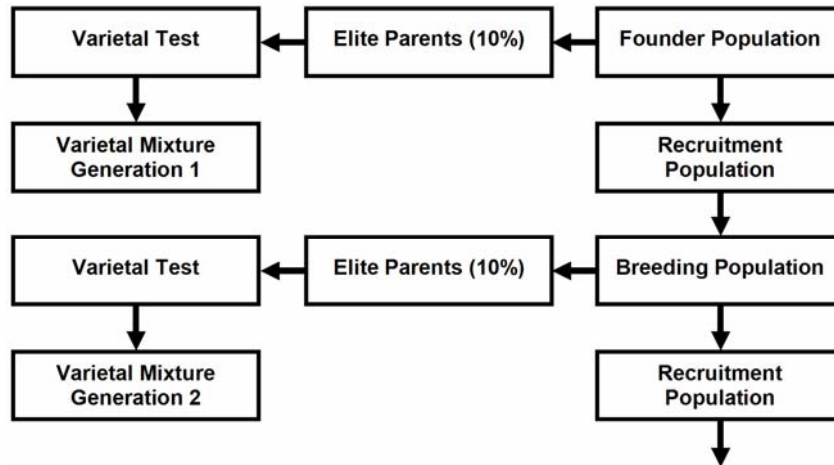 Varietal Test
Elite Parents (10%)
Founder Population
Varietal Mixture
Generation 1
Recruitment
Population
Varietal Test
Elite Parents (10%)
Breeding Population
Varietal Mixture
Generation 2
Recruitment
Population